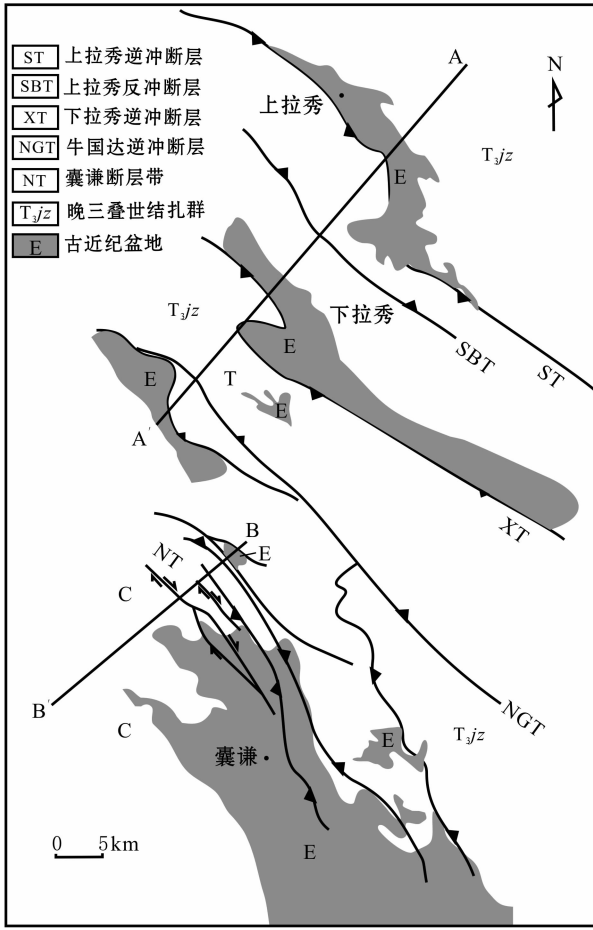 ST 上拉秀逆冲断层
SBT 上拉秀反冲断层
XT 下拉秀逆冲断层
NGT 牛国达逆冲断层
NT 囊谦断层带
T₃jz 晚三叠世结扎群
E 古近纪盆地
A
N
上拉秀
T₃jz
E
T₃jz
下拉秀
E
SBT
ST
E
T
E
A′
XT
B
E
NT
C
B′
C
NGT
T₃jz
E
囊谦
E
0 5km